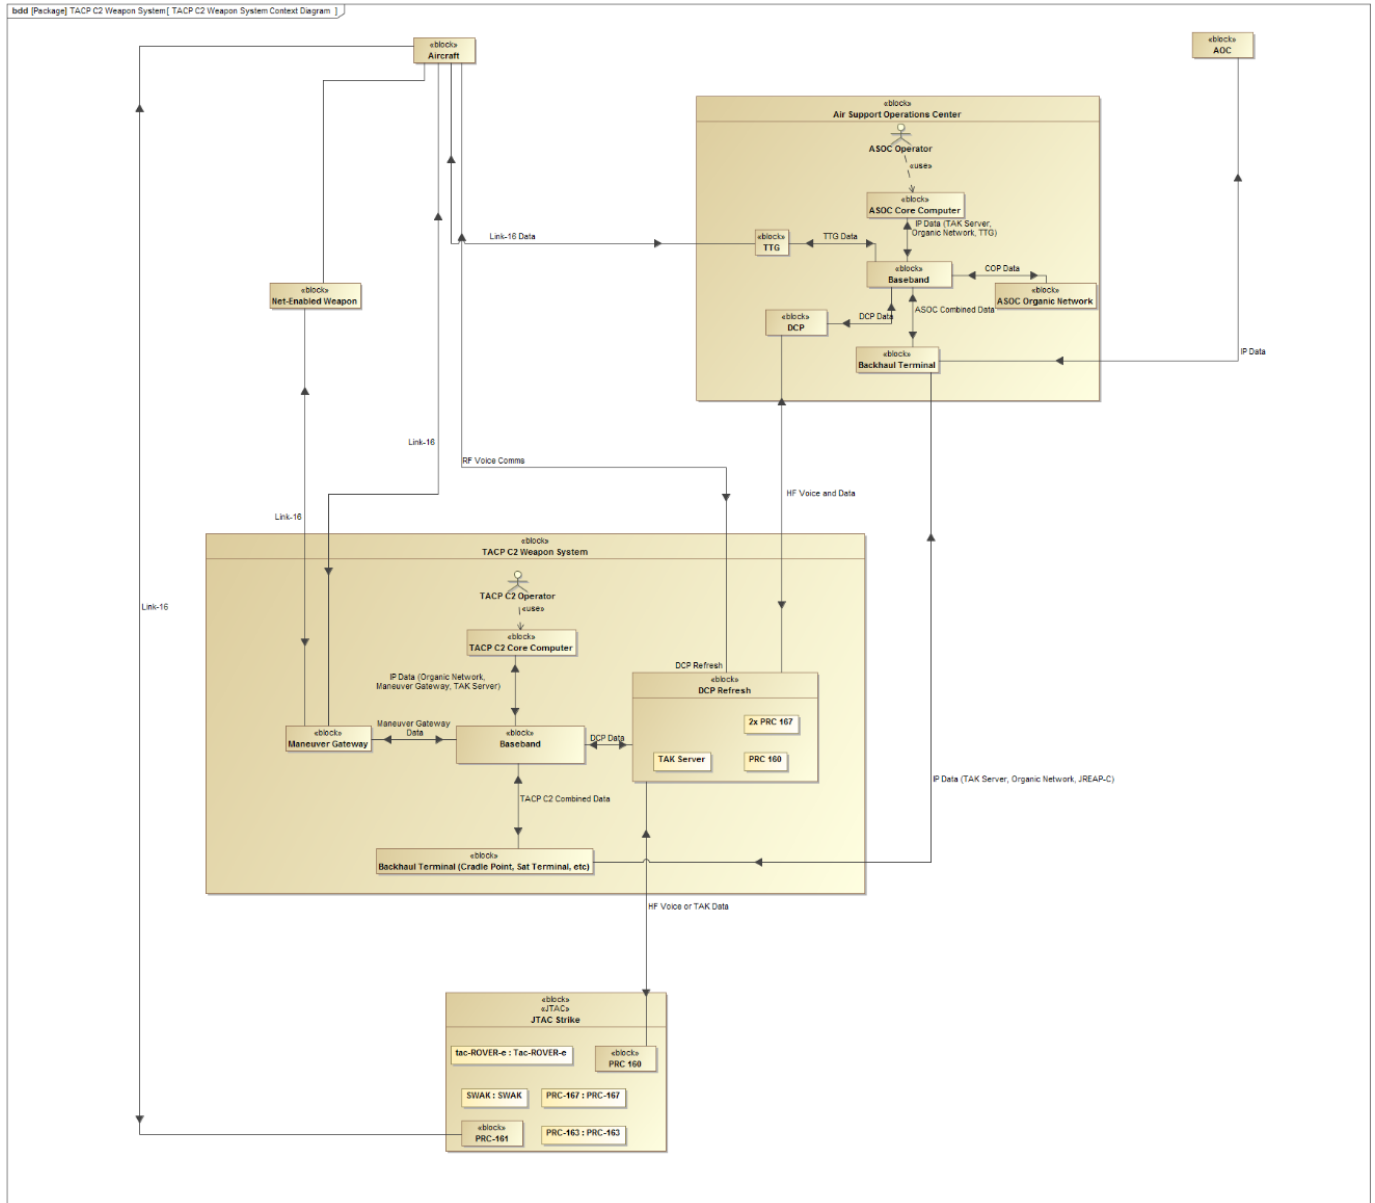 bdd [Package] TACP C2 Weapon System [ TACP C2 Weapon System Context Diagram ]
«block»
Aircraft
«block»
AOC
«block»
Air Support Operations Center
ASOC Operator
«use»
«block»
ASOC Core Computer
IP Data (TAK Server,
Organic Network, TTG)
«block»
TTG
TTG Data
Link-16 Data
«block»
Baseband
COP Data
«block»
ASOC Organic Network
«block»
Net-Enabled Weapon
«block»
DCP
DCP Data
ASOC Combined Data
«block»
Backhaul Terminal
IP Data
Link-16
RF Voice Comms
HF Voice and Data
Link-16
«block»
TACP C2 Weapon System
TACP C2 Operator
«use»
«block»
TACP C2 Core Computer
Link-16
DCP Refresh
IP Data (Organic Network,
Maneuver Gateway, TAK Server)
«block»
DCP Refresh
2x PRC 167
TAK Server
PRC 160
«block»
Maneuver Gateway
Maneuver Gateway
Data
«block»
Baseband
DCP Data
IP Data (TAK Server, Organic Network, JREAP-C)
TACP C2 Combined Data
«block»
Backhaul Terminal (Cradle Point, Sat Terminal, etc)
HF Voice or TAK Data
«block»
«JTAC»
JTAC Strike
tac-ROVER-e : Tac-ROVER-e
«block»
PRC 160
SWAK : SWAK
PRC-167 : PRC-167
«block»
PRC-161
PRC-163 : PRC-163